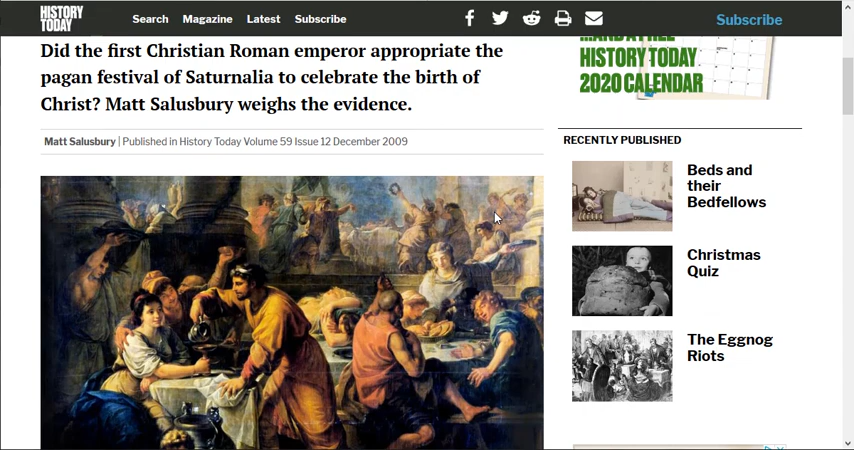 HISTORY
TODAY
Search
Magazine
Latest
Subscribe
Subscribe
Did the first Christian Roman emperor appropriate the
pagan festival of Saturnalia to celebrate the birth of
Christ? Matt Salusbury weighs the evidence.
Matt Salusbury | Published in History Today Volume 59 Issue 12 December 2009
HISTORY TODAY
2020 CALENDAR
RECENTLY PUBLISHED
Beds and
their
Bedfellows
Christmas
Quiz
The Eggnog
Riots